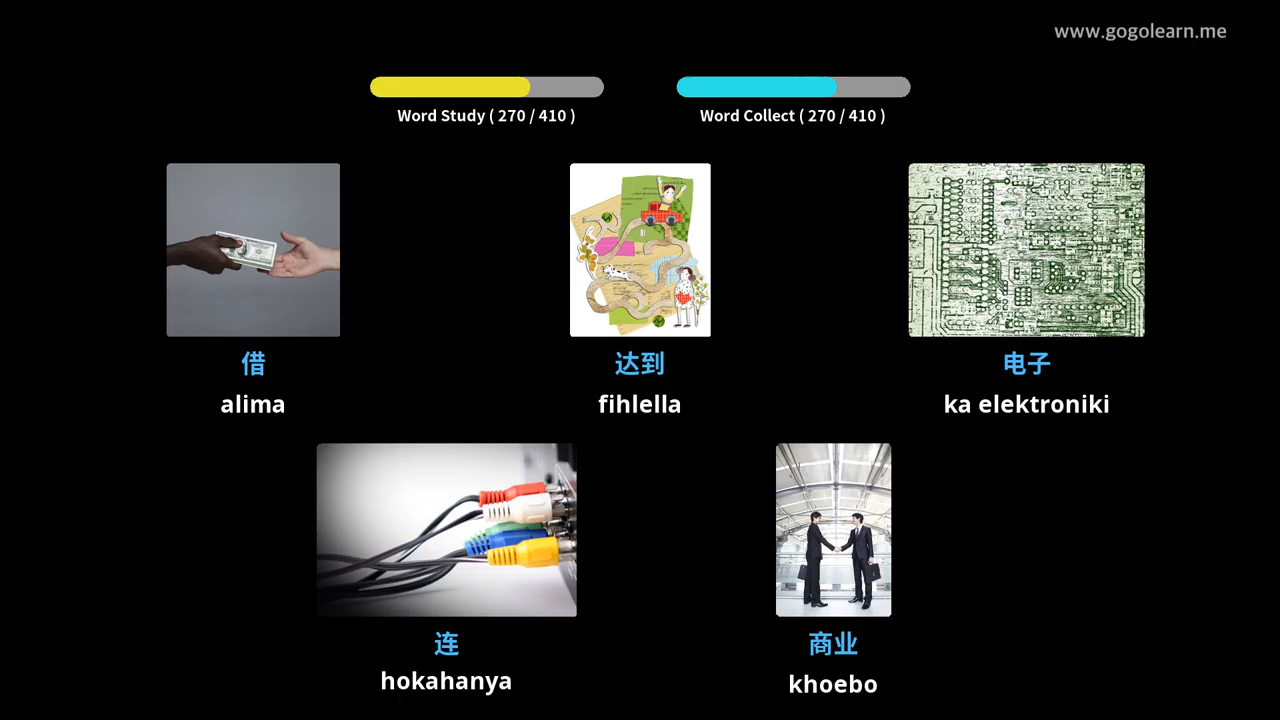 www.gogolearn.me
Word Study ( 270 / 410 )
Word Collect ( 270 / 410 )
借
alima
达到
fihlella
电子
ka elektroniki
连
hokahanya
商业
khoebo